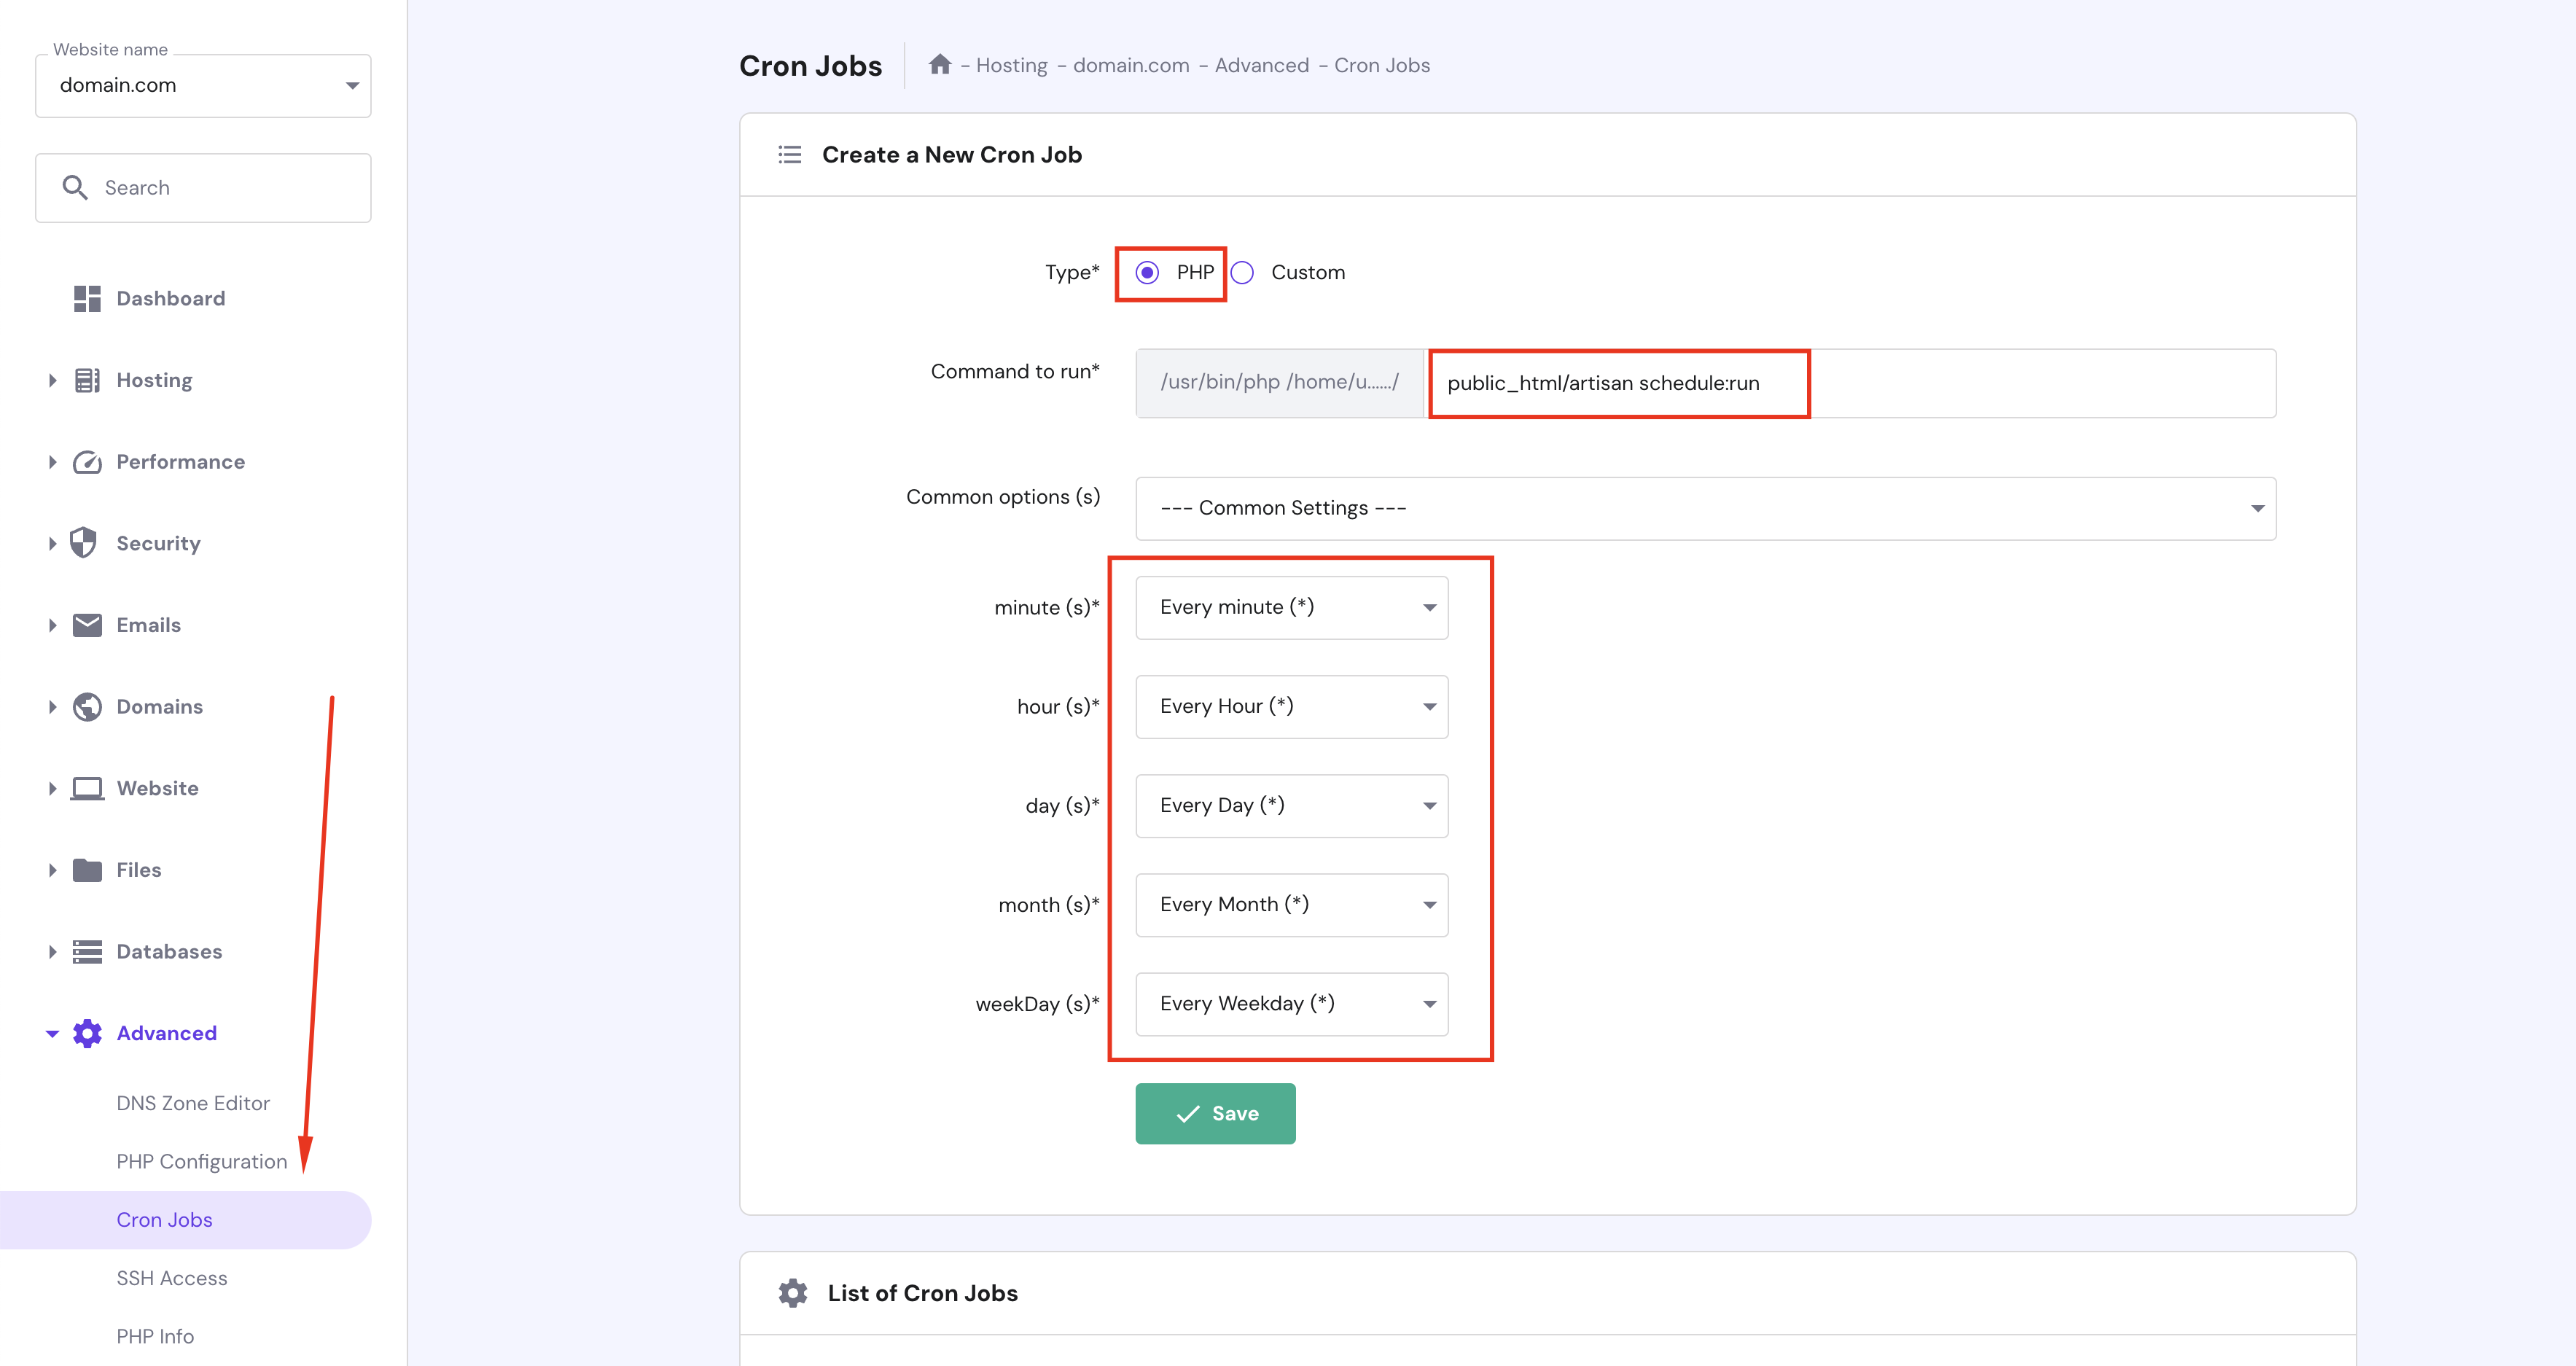 Website name
domain.com
Search
Dashboard
Hosting
Performance
Security
Emails
Domains
Website
Files
Databases
Advanced
DNS Zone Editor
PHP Configuration
Cron Jobs
SSH Access
PHP Info
Cron Jobs
- Hosting - domain.com - Advanced - Cron Jobs
Create a New Cron Job
Type* PHP Custom
Command to run* /usr/bin/php /home/u....../ public_html/artisan schedule:run
Common options (s) --- Common Settings ---
minute (s)* Every minute (*)
hour (s)* Every Hour (*)
day (s)* Every Day (*)
month (s)* Every Month (*)
weekDay (s)* Every Weekday (*)
Save
List of Cron Jobs